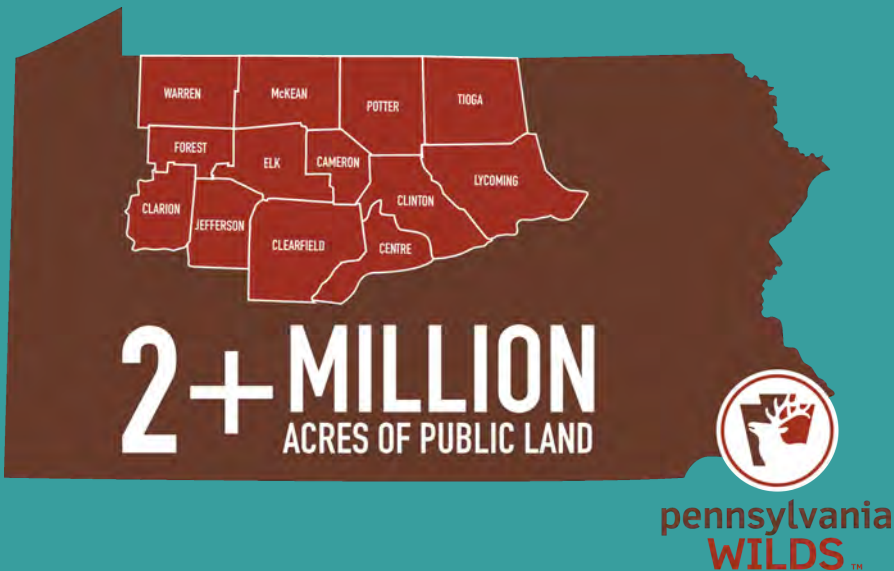 WARREN
McKEAN
POTTER
TIOGA
FOREST
ELK
CAMERON
LYCOMING
CLARION
JEFFERSON
CLINTON
CLEARFIELD
CENTRE
2+ MILLION
ACRES OF PUBLIC LAND
pennsylvania
WILDS™